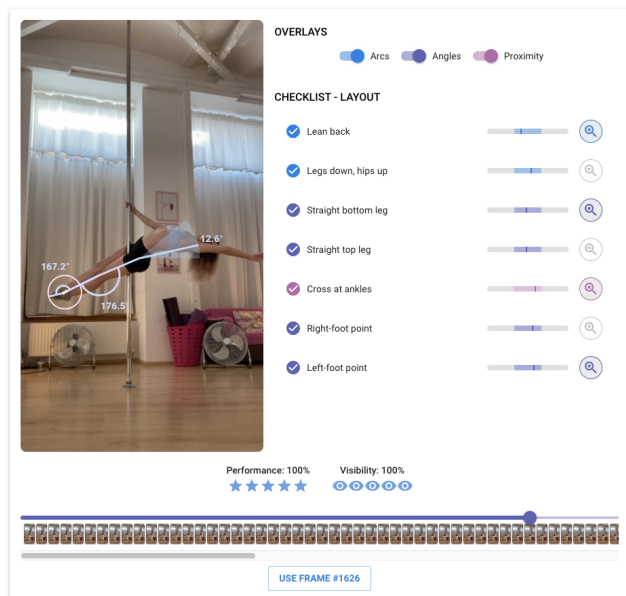 OVERLAYS
Arcs Angles Proximity
CHECKLIST - LAYOUT
Lean back
Legs down, hips up
Straight bottom leg
Straight top leg
Cross at ankles
Right-foot point
Left-foot point
12.6°
167.2°
176.5°
Performance: 100% Visibility: 100%
USE FRAME #1626